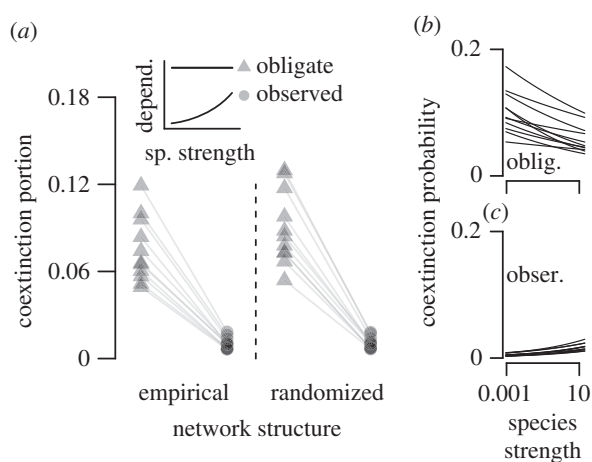 (a)
depend.
sp. strength
obligate
observed
coextinction portion
0.18
0.12
0.06
0
empirical
randomized
network structure
(b)
coextinction probability
0.2
0
oblig.
(c)
0.2
obser.
0
0.001
10
species
strength